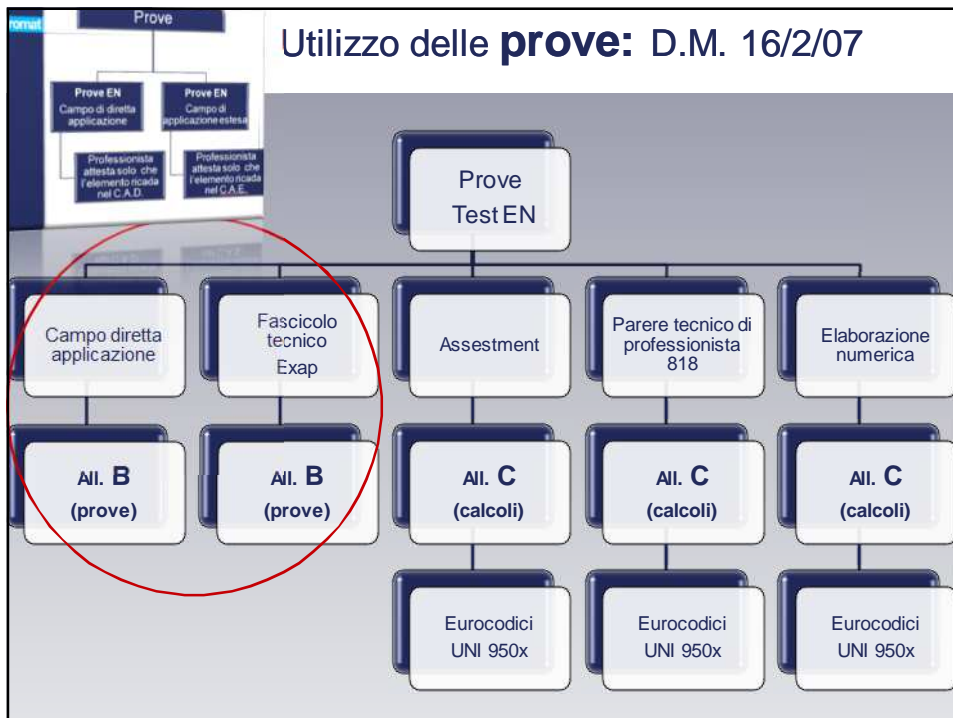 romat
Prove
Prove EN
Campo di diretta
applicazione
Prove EN
Campo di
applicazione estesa
Professionista
attesta solo che
l'elemento ricada
nel C.A.D.
Professionista
attesta solo che
l'elemento ricada
nel C.A.E.
Utilizzo delle prove: D.M. 16/2/07
Prove
Test EN
Campo diretta
applicazione
Fascicolo
tecnico
Exap
Assestment
Parere tecnico di
professionista
818
Elaborazione
numerica
All. B
(prove)
All. B
(prove)
All. C
(calcoli)
All. C
(calcoli)
All. C
(calcoli)
Eurocodici
UNI 950x
Eurocodici
UNI 950x
Eurocodici
UNI 950x